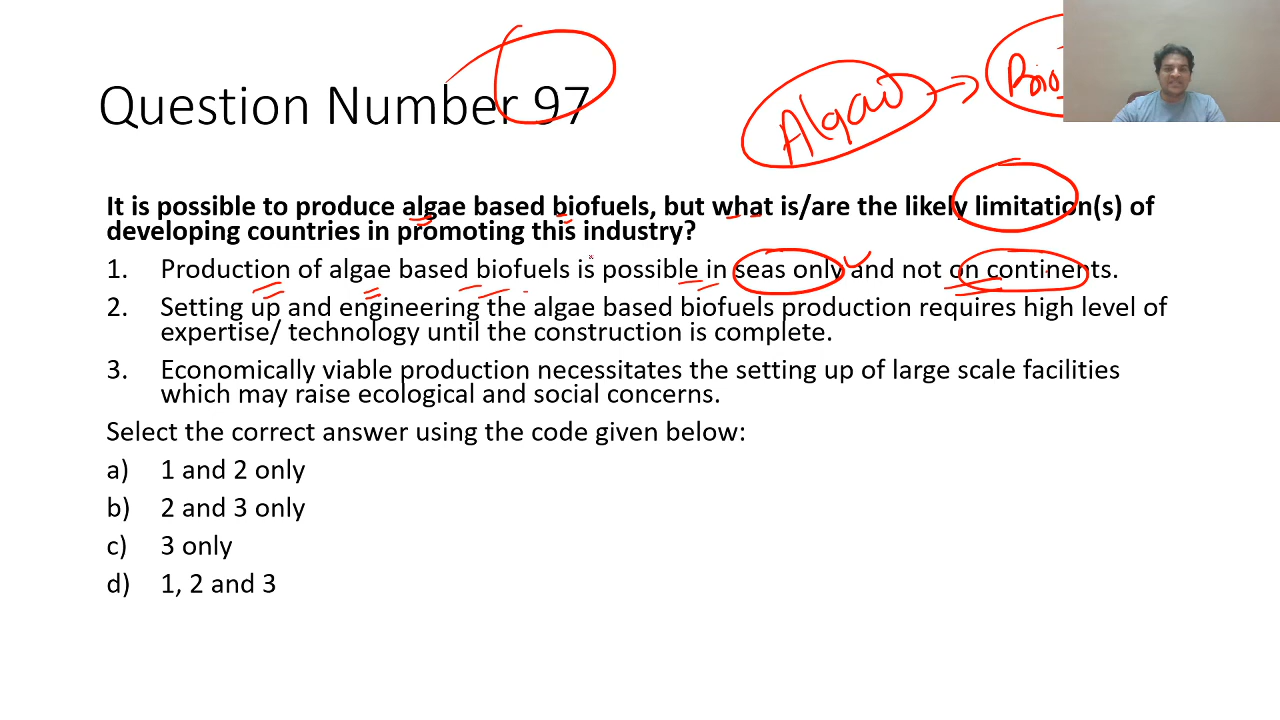 Question Number 97
Algae → Bio
It is possible to produce algae based biofuels, but what is/are the likely limitation(s) of
developing countries in promoting this industry?
1. Production of algae based biofuels is possible in seas only and not on continents.
2. Setting up and engineering the algae based biofuels production requires high level of
expertise/ technology until the construction is complete.
3. Economically viable production necessitates the setting up of large scale facilities
which may raise ecological and social concerns.
Select the correct answer using the code given below:
a) 1 and 2 only
b) 2 and 3 only
c) 3 only
d) 1, 2 and 3